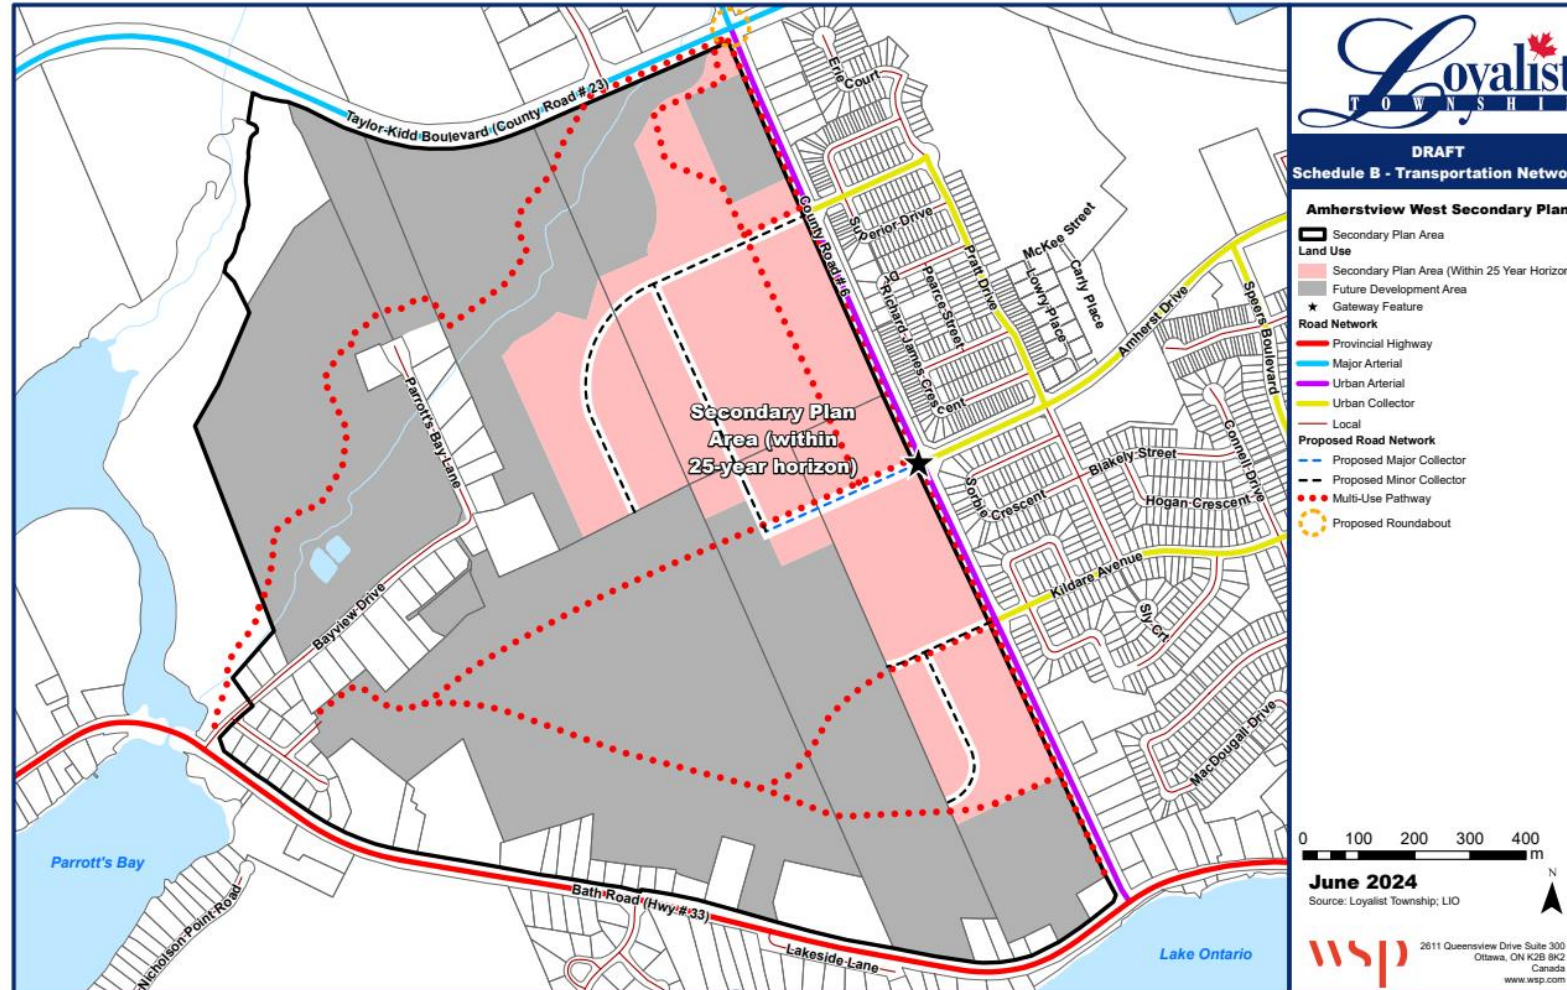 Loyalist
TOWNSHI
DRAFT
Schedule B - Transportation Netwo
Amherstview West Secondary Plan
Secondary Plan Area
Land Use
Secondary Plan Area (Within 25 Year Horizon
Future Development Area
Gateway Feature
Road Network
Provincial Highway
Major Arterial
Urban Arterial
Urban Collector
Local
Proposed Road Network
Proposed Major Collector
Proposed Minor Collector
Multi-Use Pathway
Proposed Roundabout
0 100 200 300 400
m
June 2024
Source: Loyalist Township; LIO
N
wsp
2611 Queensview Drive Suite 300
Ottawa, ON K2B 8K2
Canada
www.wsp.com
Taylor-Kidd Boulevard (County Road # 23)
Erie Court
County Road # 6
Superior Drive
Pratt Drive
McKee Street
Lowry Place
Carly Place
Pearce Street
Richard James Crescent
Amherst Drive
Speers Boulevard
Parrott's Bay Lane
Secondary Plan
Area (within
25-year horizon)
Connell Drive
Blakely Street
Sorbie Crescent
Hogan Crescent
Kildare Avenue
Sly Crt
Bayview Drive
MacDougall Drive
Parrott's Bay
Bath Road (Hwy # 33)
Nicholson Point Road
Lakeside Lane
Lake Ontario